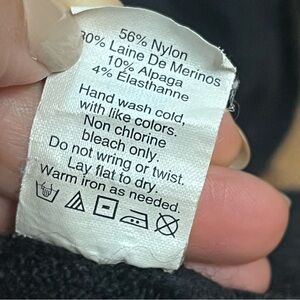 56% Nylon
30% Laine De Merinos
10% Alpaga
4% Élasthanne
Hand wash cold,
with like colors.
Non chlorine
bleach only.
Do not wring or twist.
Lay flat to dry.
Warm iron as needed.